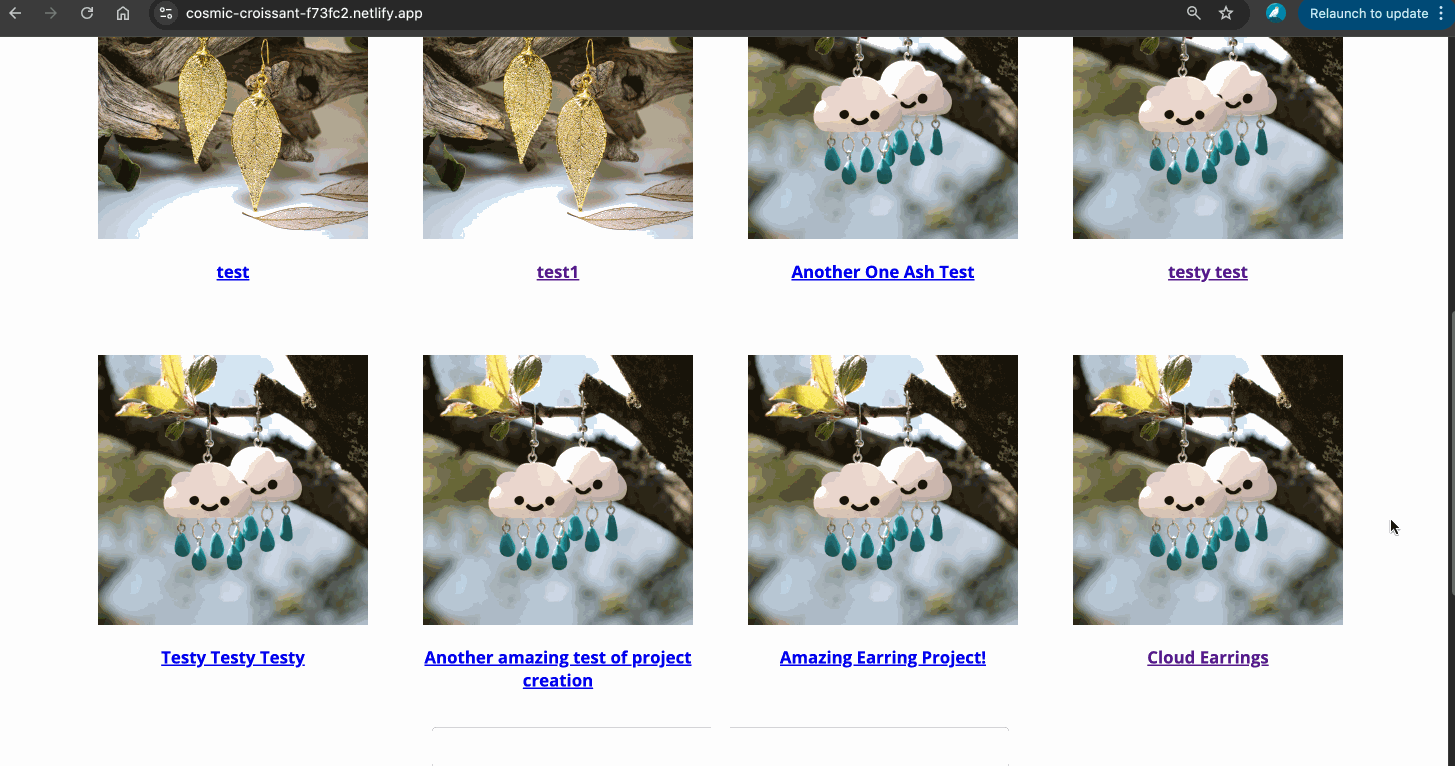 cosmic-croissant-f73fc2.netlify.app
Relaunch to update
test
test1
Another One Ash Test
testy test
Testy Testy Testy
Another amazing test of project
creation
Amazing Earring Project!
Cloud Earrings